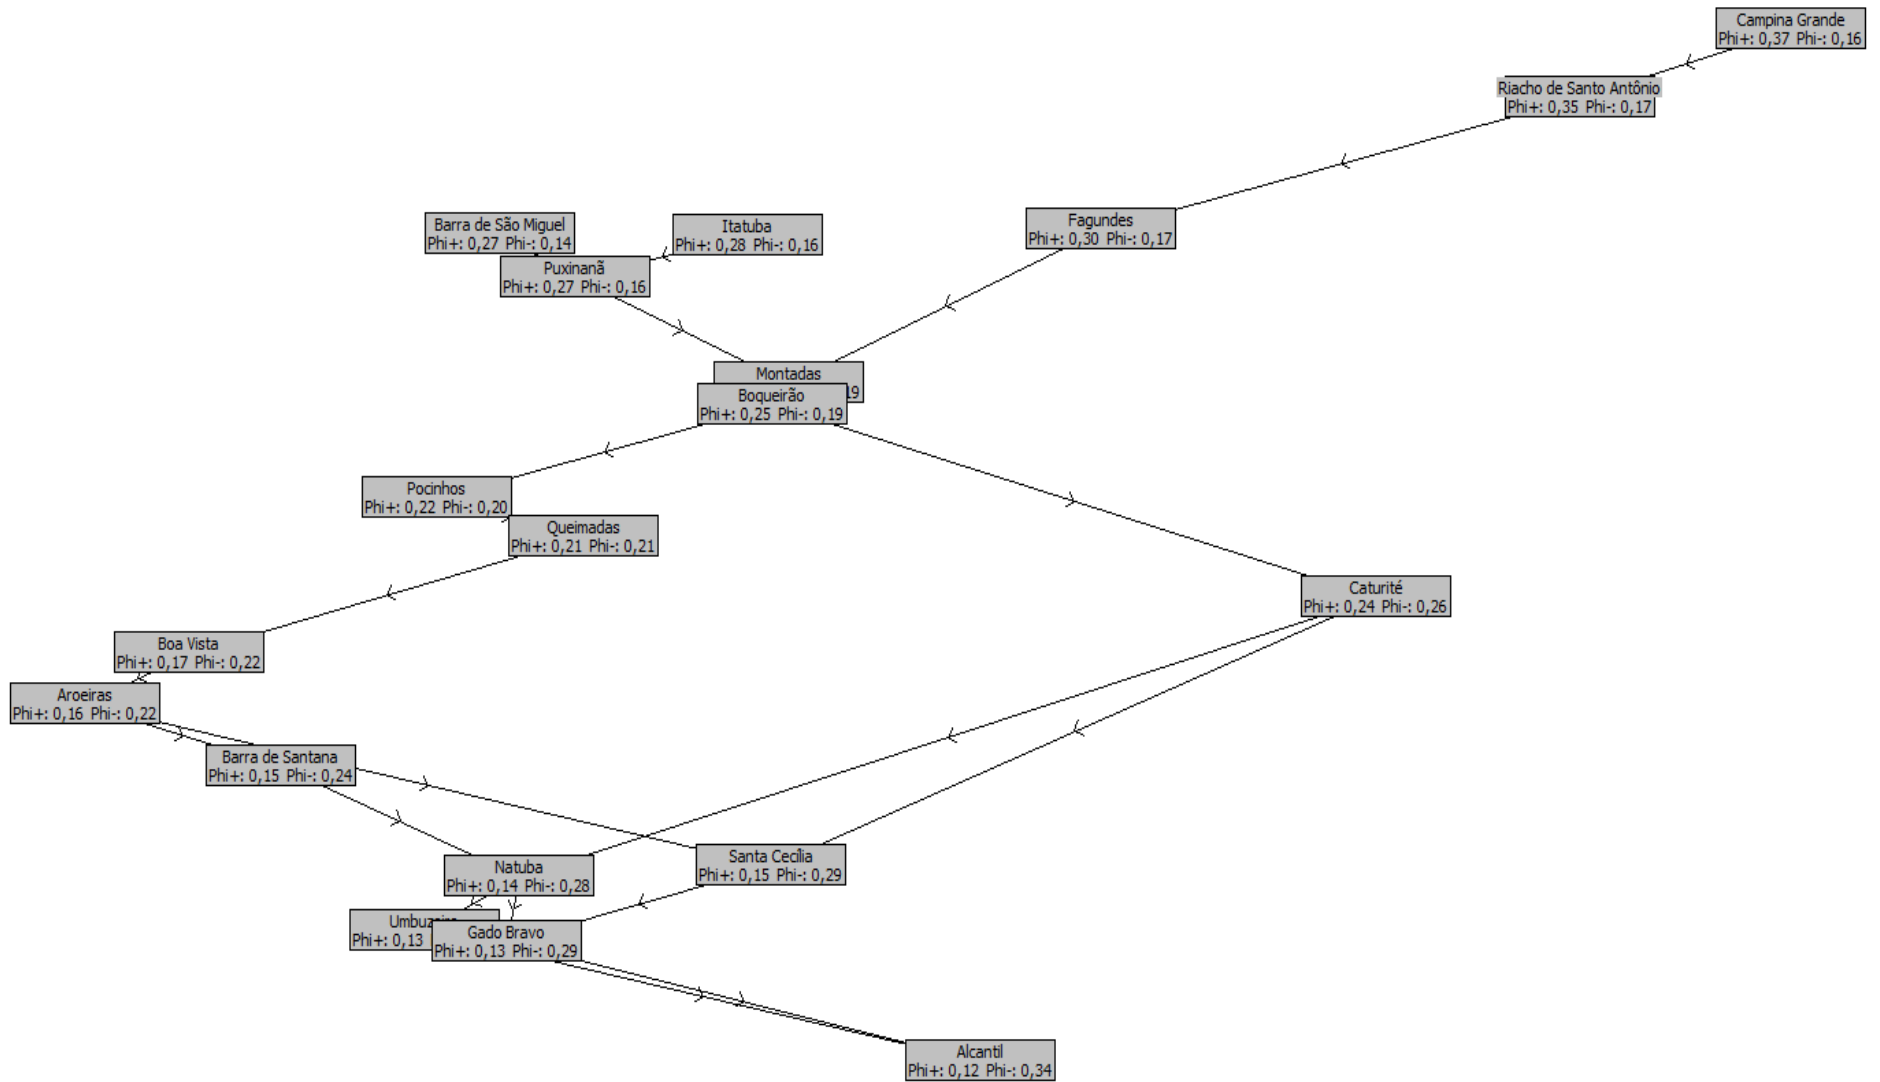 Campina Grande
Phi+: 0,37 Phi-: 0,16
Riacho de Santo Antônio
Phi+: 0,35 Phi-: 0,17
Fagundes
Phi+: 0,30 Phi-: 0,17
Barra de São Miguel
Phi+: 0,27 Phi-: 0,14
Itatuba
Phi+: 0,28 Phi-: 0,16
Puxinanã
Phi+: 0,27 Phi-: 0,16
Montadas
19
Boqueirão
Phi+: 0,25 Phi-: 0,19
Pocinhos
Phi+: 0,22 Phi-: 0,20
Queimadas
Phi+: 0,21 Phi-: 0,21
Caturité
Phi+: 0,24 Phi-: 0,26
Boa Vista
Phi+: 0,17 Phi-: 0,22
Aroeiras
Phi+: 0,16 Phi-: 0,22
Barra de Santana
Phi+: 0,15 Phi-: 0,24
Natuba
Phi+: 0,14 Phi-: 0,28
Santa Cecília
Phi+: 0,15 Phi-: 0,29
Phi+: 0,13
Gado Bravo
Phi+: 0,13 Phi-: 0,29
Alcantil
Phi+: 0,12 Phi-: 0,34